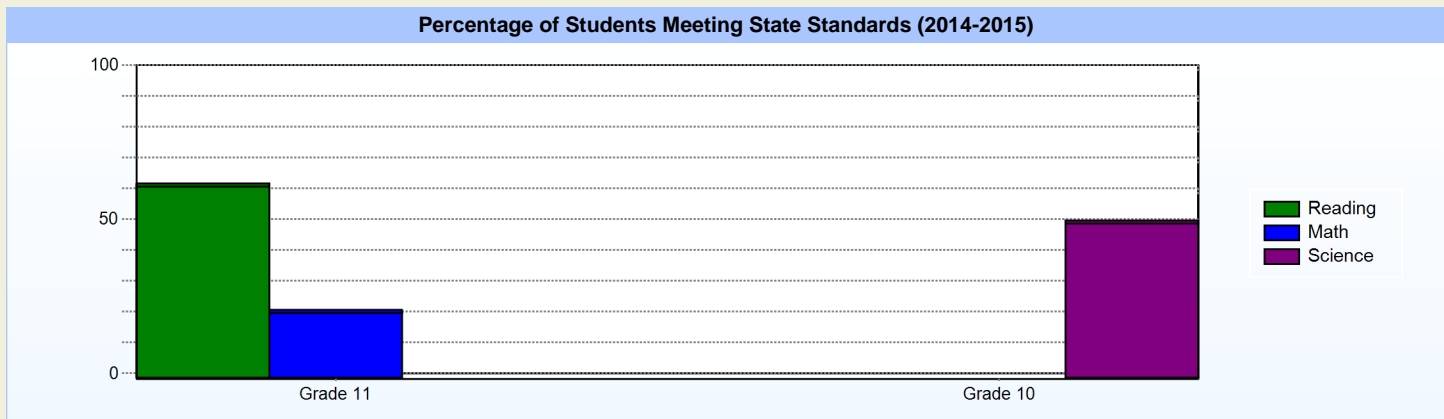 Percentage of Students Meeting State Standards (2014-2015)
100
50
0
Grade 11
Grade 10
Reading
Math
Science